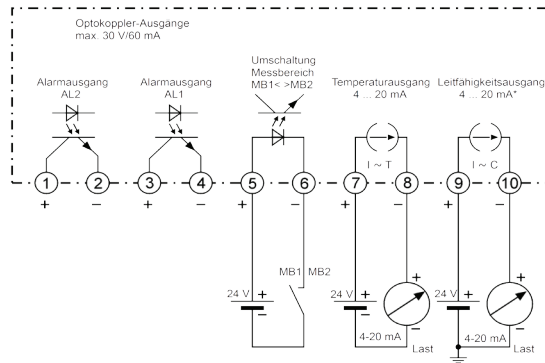 Optokoppler-Ausgänge
max. 30 V/60 mA
Alarmausgang
AL2
Alarmausgang
AL1
Umschaltung
Messbereich
MB1< >MB2
Temperaturausgang
4 ... 20 mA
Leitfähigkeitsausgang
4 ... 20 mA*
I ~ T
I ~ C
1 2 3 4 5 6 7 8 9 10
+ − + − + − + − + −
24 V + −
MB1 MB2
24 V + −
+ −
4-20 mA
Last
24 V + −
+ −
4-20 mA
Last